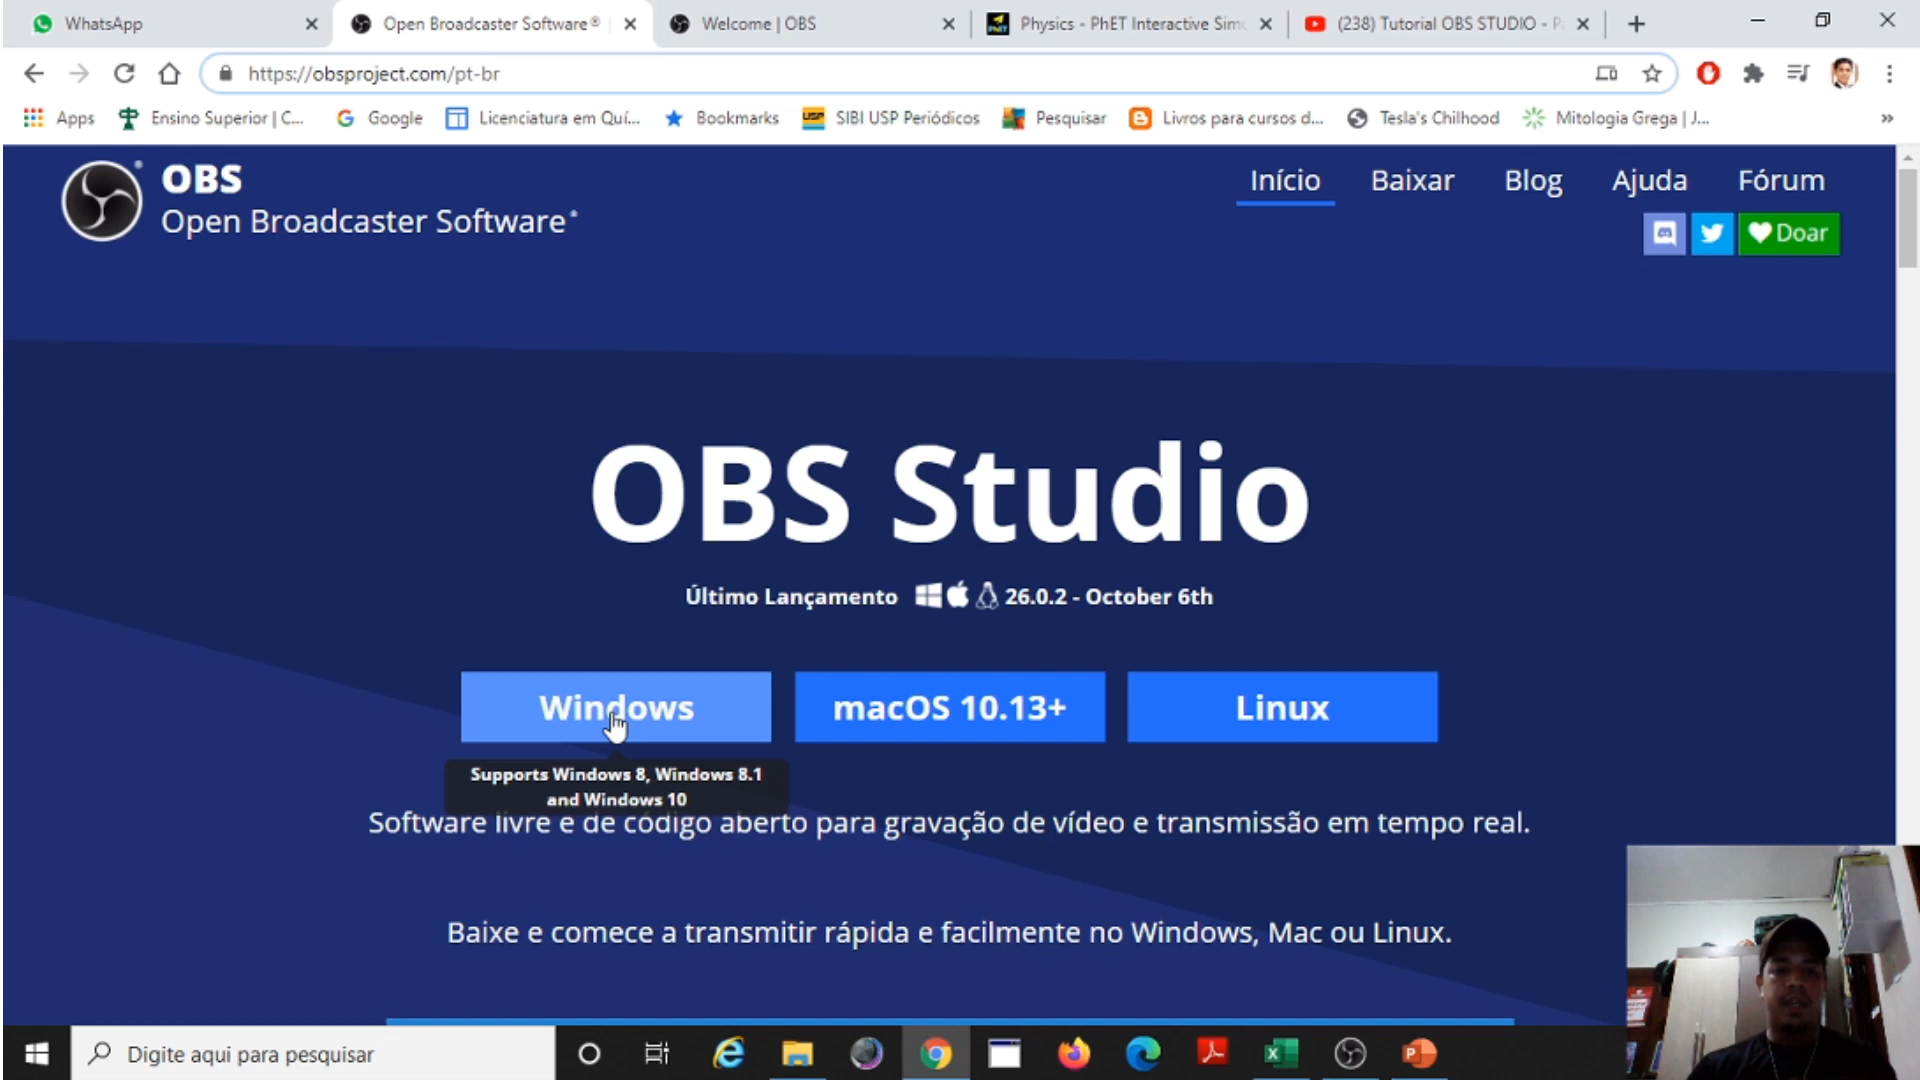 WhatsApp
Open Broadcaster Software®
Welcome | OBS
Physics - PhET Interactive Simu
(238) Tutorial OBS STUDIO - Pa
https://obsproject.com/pt-br
Apps
Ensino Superior | C...
Google
Licenciatura em Quí...
Bookmarks
SIBI USP Periódicos
Pesquisar
Livros para cursos d...
Tesla's Chilhood
Mitologia Grega | J...
»
OBS
Open Broadcaster Software®
Início
Baixar
Blog
Ajuda
Fórum
Doar
OBS Studio
Último Lançamento 26.0.2 - October 6th
Windows
macOS 10.13+
Linux
Supports Windows 8, Windows 8.1
and Windows 10
Software livre e de código aberto para gravação de vídeo e transmissão em tempo real.
Baixe e comece a transmitir rápida e facilmente no Windows, Mac ou Linux.
Digite aqui para pesquisar